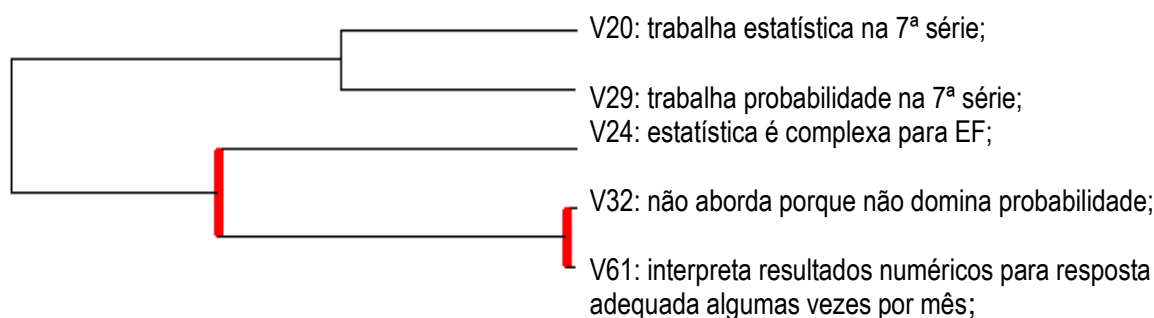 V20: trabalha estatística na 7ª série;
V29: trabalha probabilidade na 7ª série;
V24: estatística é complexa para EF;
V32: não aborda porque não domina probabilidade;
V61: interpreta resultados numéricos para resposta
adequada algumas vezes por mês;